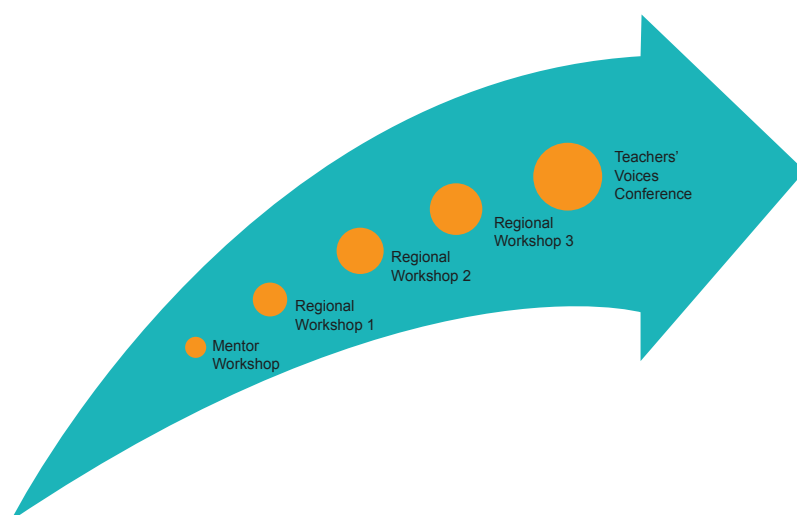 Teachers’
Voices
Conference
Regional
Workshop 3
Regional
Workshop 2
Regional
Workshop 1
Mentor
Workshop